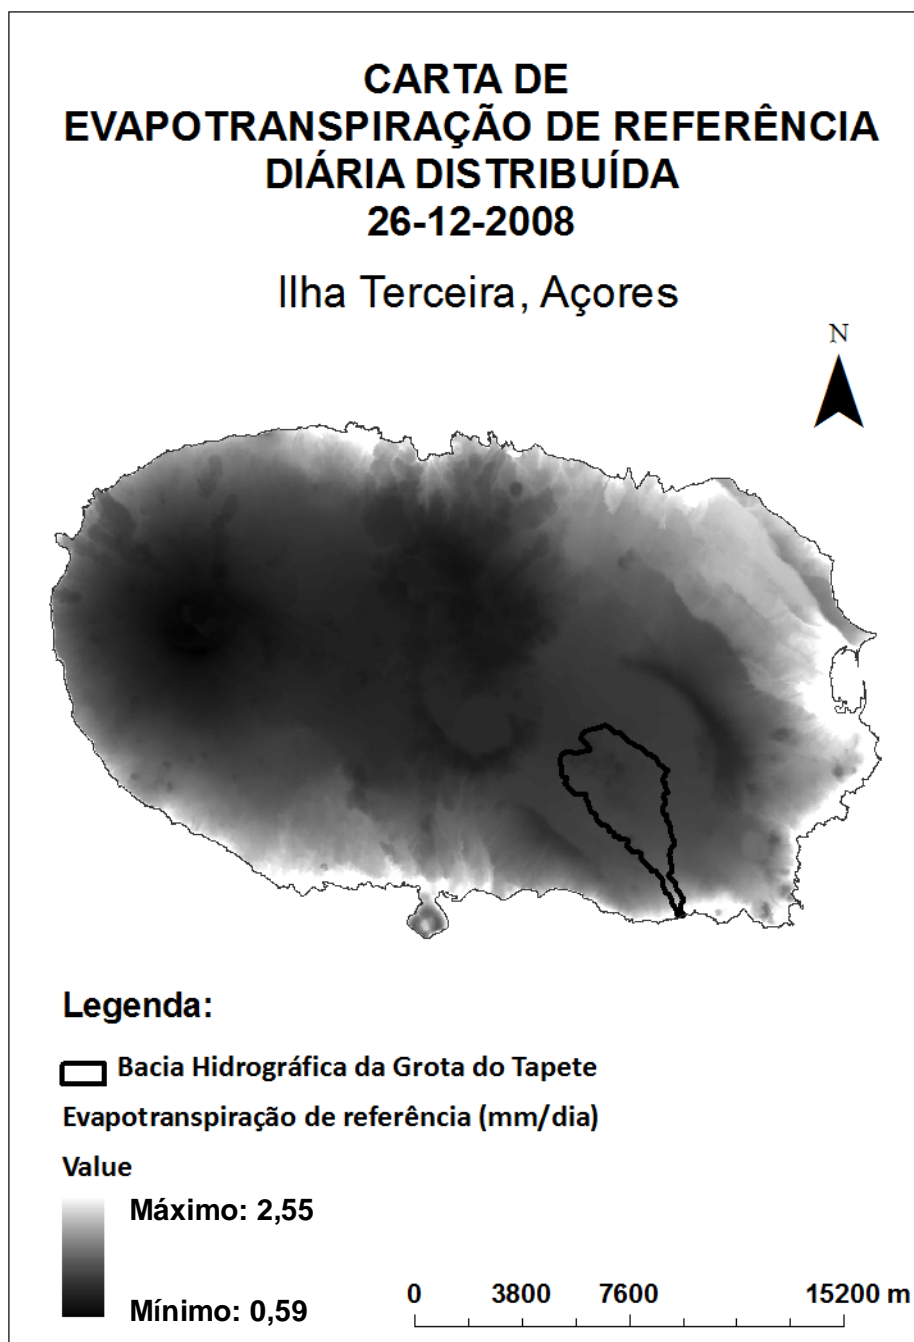 CARTA DE
EVAPOTRANSPIRAÇÃO DE REFERÊNCIA
DIÁRIA DISTRIBUÍDA
26-12-2008
Ilha Terceira, Açores
N
Legenda:
Bacia Hidrográfica da Grota do Tapete
Evapotranspiração de referência (mm/dia)
Value
Máximo: 2,55
Mínimo: 0,59
0 3800 7600 15200 m